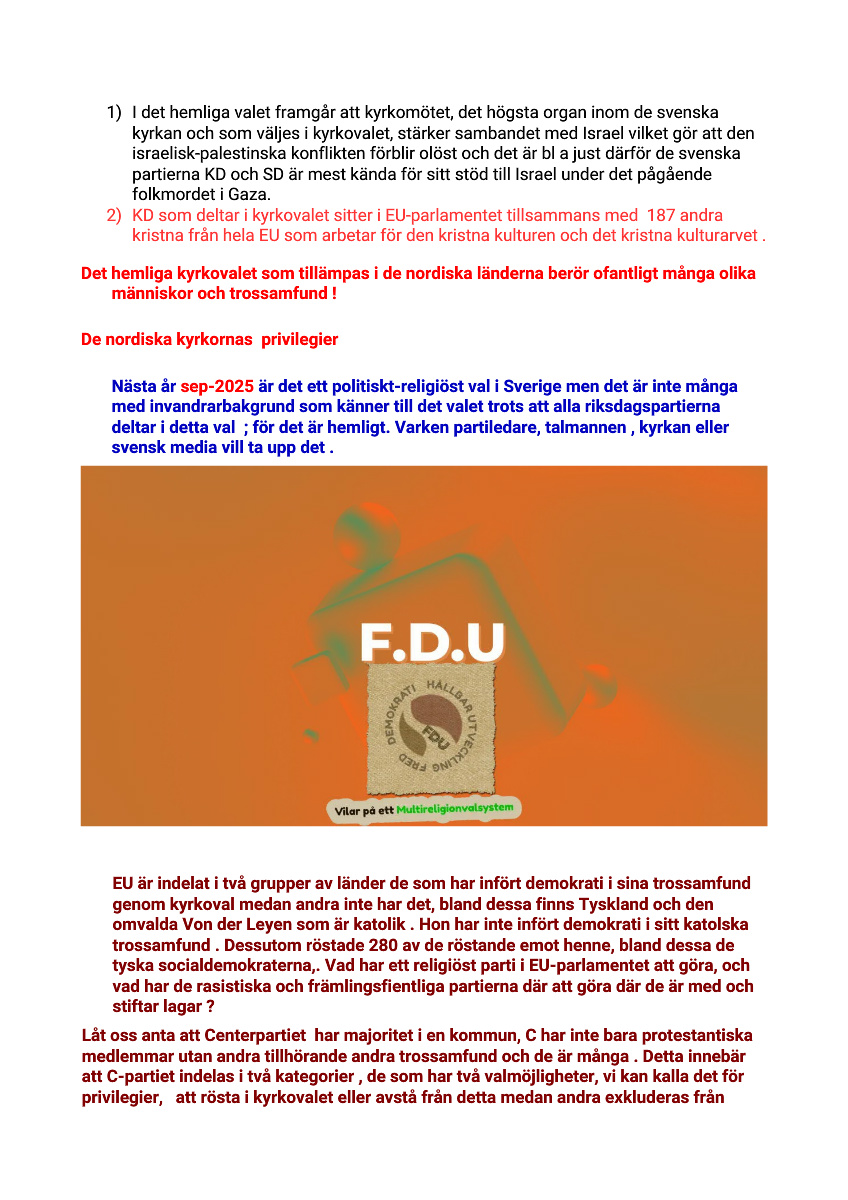 1) I det hemliga valet framgår att kyrkomötet, det högsta organ inom de svenska
kyrkan och som väljes i kyrkovalet, stärker sambandet med Israel vilket gör att den
israelisk-palestinska konflikten förblir olöst och det är bl a just därför de svenska
partierna KD och SD är mest kända för sitt stöd till Israel under det pågående
folkmordet i Gaza.
2) KD som deltar i kyrkovalet sitter i EU-parlamentet tillsammans med 187 andra
kristna från hela EU som arbetar för den kristna kulturen och det kristna kulturarvet .
Det hemliga kyrkovalet som tillämpas i de nordiska länderna berör ofantligt många olika
människor och trossamfund !
De nordiska kyrkornas privilegier
Nästa år sep-2025 är det ett politiskt-religiöst val i Sverige men det är inte många
med invandrarbakgrund som känner till det valet trots att alla riksdagspartierna
deltar i detta val ; för det är hemligt. Varken partiledare, talmannen , kyrkan eller
svensk media vill ta upp det .
F.D.U
DEMOKRATI HÅLLBAR UTVECKLING FRED
FDU
Vilar på ett Multireligionvalsystem
EU är indelat i två grupper av länder de som har infört demokrati i sina trossamfund
genom kyrkoval medan andra inte har det, bland dessa finns Tyskland och den
omvalda Von der Leyen som är katolik . Hon har inte infört demokrati i sitt katolska
trossamfund . Dessutom röstade 280 av de röstande emot henne, bland dessa de
tyska socialdemokraterna,. Vad har ett religiöst parti i EU-parlamentet att göra, och
vad har de rasistiska och främlingsfientliga partierna där att göra där de är med och
stiftar lagar ?
Låt oss anta att Centerpartiet har majoritet i en kommun, C har inte bara protestantiska
medlemmar utan andra tillhörande andra trossamfund och de är många . Detta innebär
att C-partiet indelas i två kategorier , de som har två valmöjligheter, vi kan kalla det för
privilegier, att rösta i kyrkovalet eller avstå från detta medan andra exkluderas från